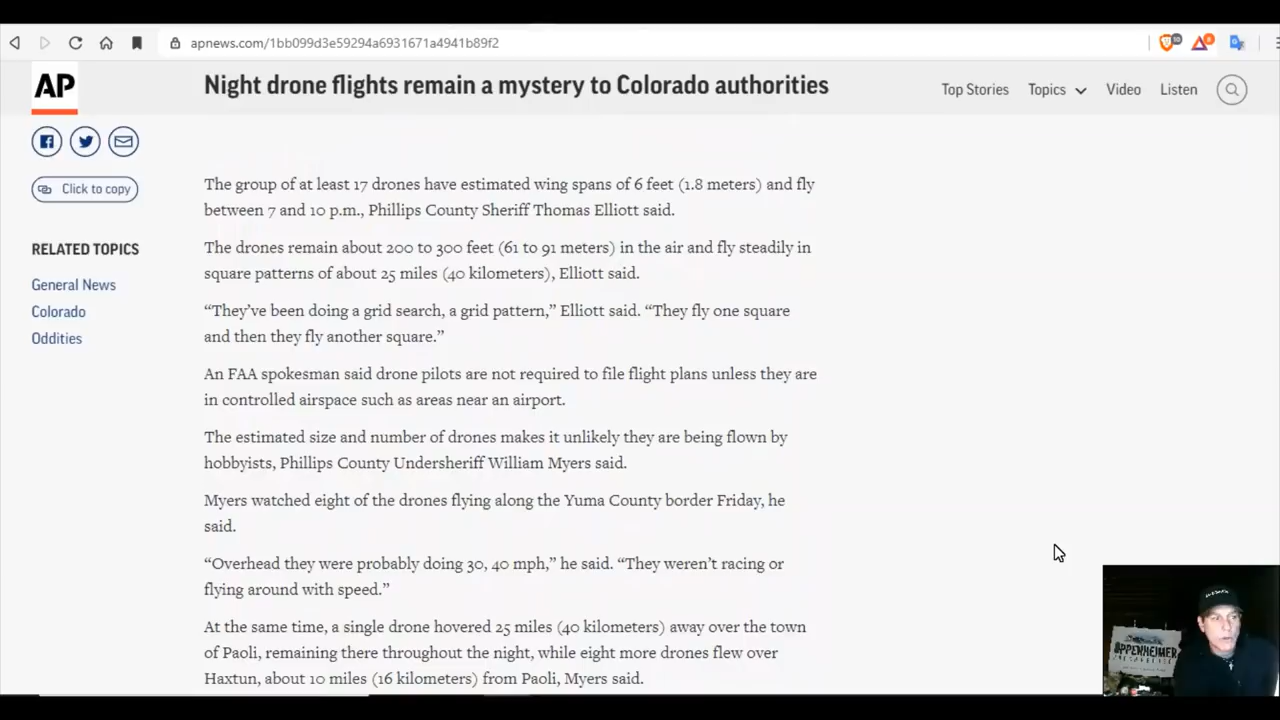 apnews.com/1bb099d3e59294a6931671a4941b89f2
AP
Night drone flights remain a mystery to Colorado authorities
Top Stories
Topics
Video
Listen
Click to copy
RELATED TOPICS
General News
Colorado
Oddities
The group of at least 17 drones have estimated wing spans of 6 feet (1.8 meters) and fly
between 7 and 10 p.m., Phillips County Sheriff Thomas Elliott said.
The drones remain about 200 to 300 feet (61 to 91 meters) in the air and fly steadily in
square patterns of about 25 miles (40 kilometers), Elliott said.
“They’ve been doing a grid search, a grid pattern,” Elliott said. “They fly one square
and then they fly another square.”
An FAA spokesman said drone pilots are not required to file flight plans unless they are
in controlled airspace such as areas near an airport.
The estimated size and number of drones makes it unlikely they are being flown by
hobbyists, Phillips County Undersheriff William Myers said.
Myers watched eight of the drones flying along the Yuma County border Friday, he
said.
“Overhead they were probably doing 30, 40 mph,” he said. “They weren’t racing or
flying around with speed.”
At the same time, a single drone hovered 25 miles (40 kilometers) away over the town
of Paoli, remaining there throughout the night, while eight more drones flew over
Haxtun, about 10 miles (16 kilometers) from Paoli, Myers said.
OPPENHEIMER